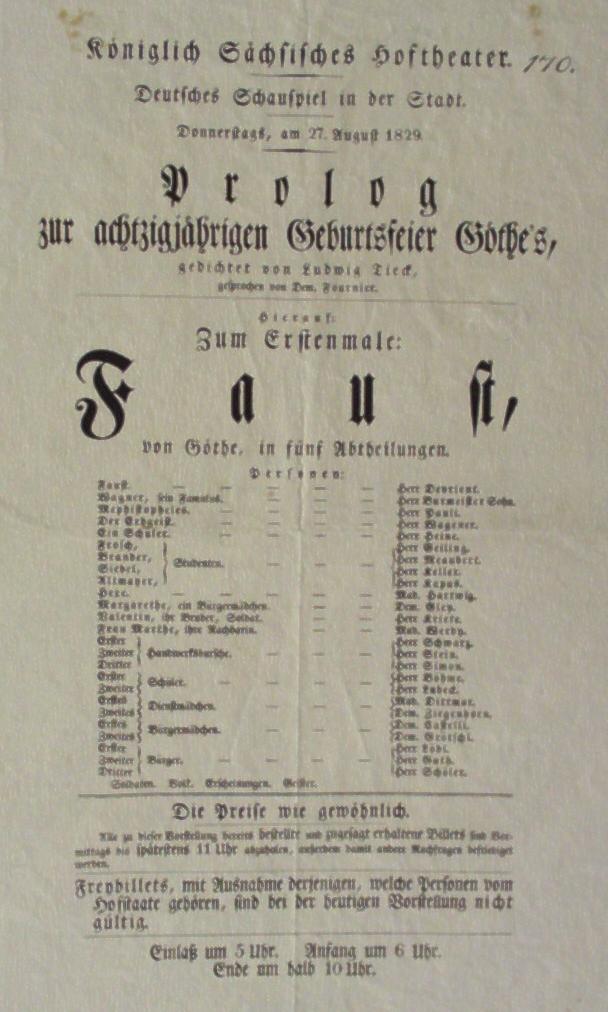 Königlich Sächsisches Hoftheater. 170.
Deutsches Schauspiel in der Stadt.
Donnerstags, am 27. August 1829.
Prolog
zur achtzigjährigen Geburtsfeier Göthe's,
gedichtet von Ludwig Tieck,
gesprochen von Dem. Fournier.
Hierauf:
Zum Erstenmale:
Faust,
von Göthe, in fünf Abtheilungen.
Personen:
Faust. — — — — — Herr Devrient.
Wagner, sein Famulus. — — — — Herr Burmeister Sohn.
Mephistopheles. — — — — Herr Pauli.
Der Erdgeist. — — — — — Herr Wagener.
Ein Schüler. — — — — — Herr Heine.
Frosch, Herr Geiling.
Brander, Herr Meaubert.
Siebel, Studenten. — — — — Herr Keller.
Altmayer, Herr Kapus.
Hexe. — — — — — Mad. Hartwig.
Margarethe, ein Bürgermädchen. — — Dem. Gley.
Valentin, ihr Bruder, Soldat. — — Herr Kriete.
Frau Marthe, ihre Nachbarin. — — Mad. Werdy.
Erster Herr Schwarz.
Zweiter Handwerksbursche. — — — Herr Stein.
Dritter Herr Simon.
Erster Herr Böhme.
Zweiter Schüler. — — — — Herr Lubeck.
Erstes Mad. Dittmar.
Zweites Dienstmädchen. — — — — Dem. Ziegenhorn.
Erstes Dem. Castelli.
Zweites Bürgermädchen. — — — — Dem.
Erster Herr
Zweiter Bürger. — — — — Herr
Dritter Herr Schöler.
Soldaten. Volk. Erscheinungen. Geister.
Die Preise wie gewöhnlich.
Alle zu dieser Vorstellung bereits bestellte und zugesagt erhaltene Billets sind Vor-
mittags bis spätestens 11 Uhr abzuholen, außerdem damit andere Nachfragen befriediget
werden.
Freybillets, mit Ausnahme derjenigen, welche Personen vom
Hofstaate gehören, sind bei der heutigen Vorstellung nicht
gültig.
Einlaß um 5 Uhr. Anfang um 6 Uhr.
Ende um halb 10 Uhr.